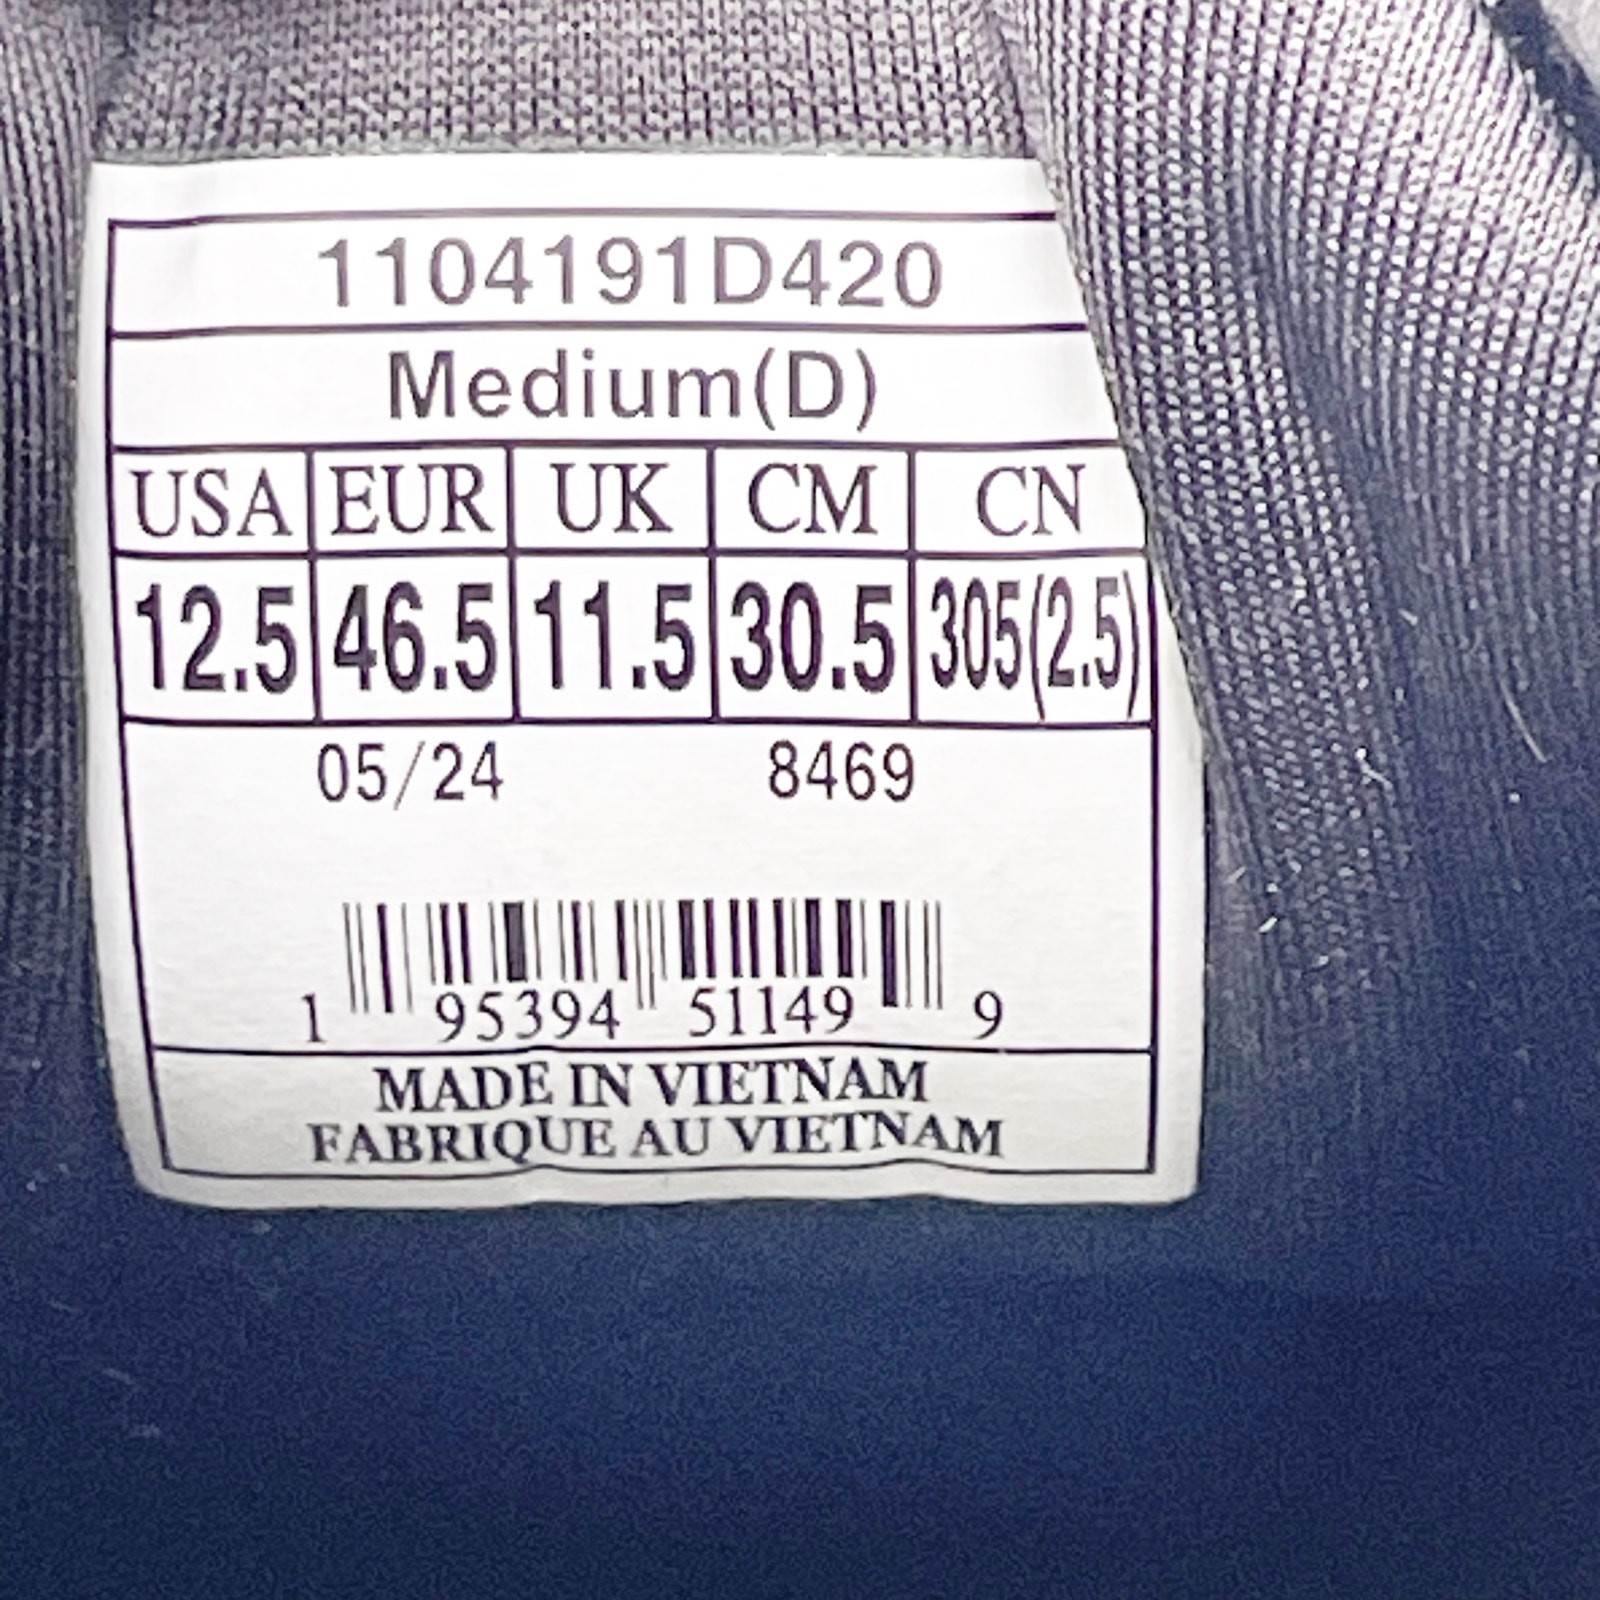 1104191D420
Medium(D)
USA EUR UK CM CN
12.5 46.5 11.5 30.5 305(2.5)
05/24 8469
1 95394 51149 9
MADE IN VIETNAM
FABRIQUE AU VIETNAM